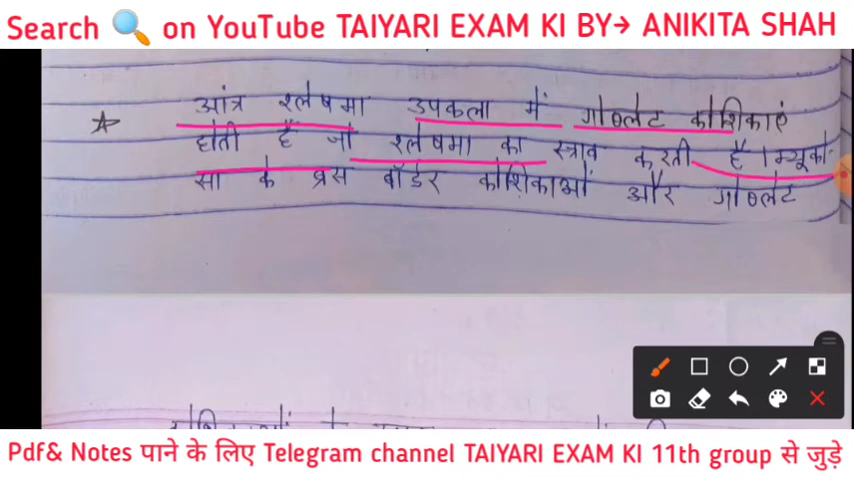 Search 🔍 on YouTube TAIYARI EXAM KI BY→ ANIKITA SHAH
आंत्र श्लेषमा उपकला में गोब्लेट कोशिकाएं
होती हैं जो श्लेषमा का स्त्राव करती है । म्यूको-
सा के ब्रस बॉर्डर कोशिकाओं और गोब्लेट
Pdf& Notes पाने के लिए Telegram channel TAIYARI EXAM KI 11th group से जुड़े